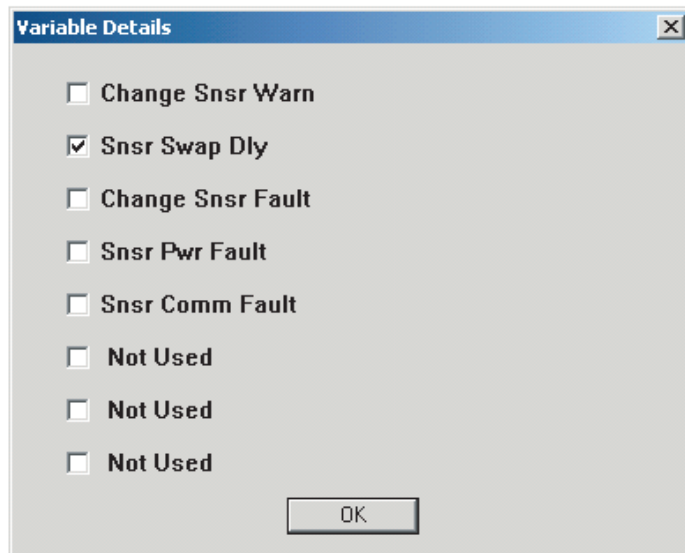 Variable Details
Change Snsr Warn
Snsr Swap Dly
Change Snsr Fault
Snsr Pwr Fault
Snsr Comm Fault
Not Used
Not Used
Not Used
OK